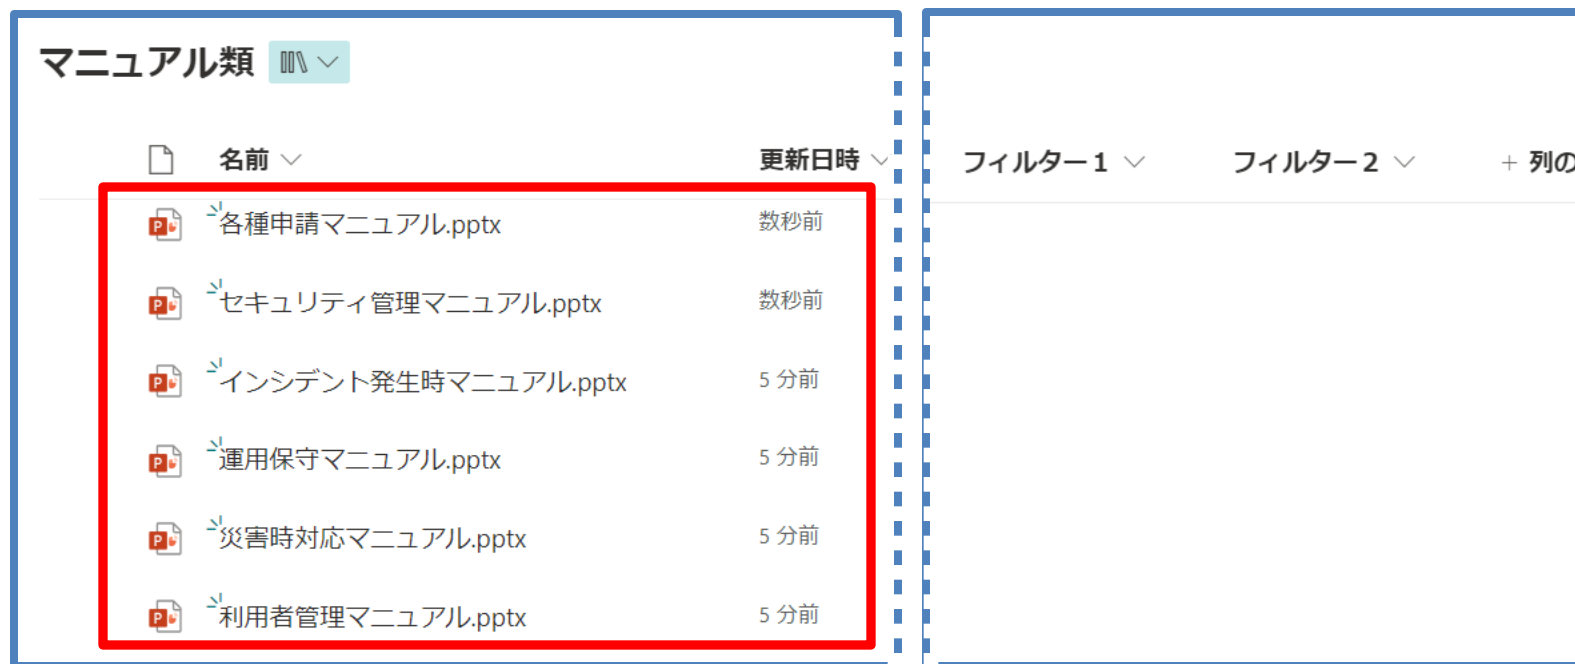 マニュアル類
名前 更新日時 フィルター１ フィルター２ + 列の
各種申請マニュアル.pptx 数秒前
セキュリティ管理マニュアル.pptx 数秒前
インシデント発生時マニュアル.pptx 5 分前
運用保守マニュアル.pptx 5 分前
災害時対応マニュアル.pptx 5 分前
利用者管理マニュアル.pptx 5 分前